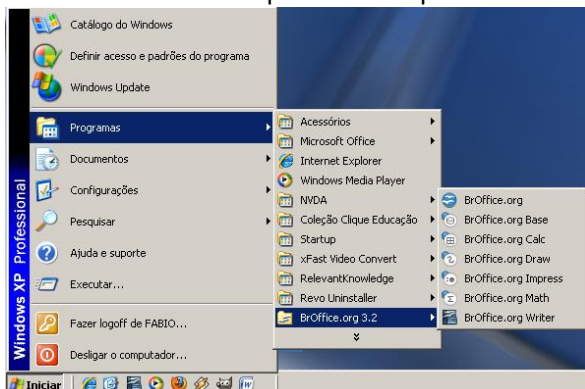 Catálogo do Windows
Definir acesso e padrões do programa
Windows Update
Programas
Documentos
Configurações
Pesquisar
Ajuda e suporte
Executar...
Fazer logoff de FABIO...
Desligar o computador...
Windows XP Professional
Iniciar
Acessórios
Microsoft Office
Internet Explorer
Windows Media Player
NVDA
Coleção Clique Educação
Startup
xFast Video Convert
RelevantKnowledge
Revo Uninstaller
BrOffice.org 3.2
BrOffice.org
BrOffice.org Base
BrOffice.org Calc
BrOffice.org Draw
BrOffice.org Impress
BrOffice.org Math
BrOffice.org Writer